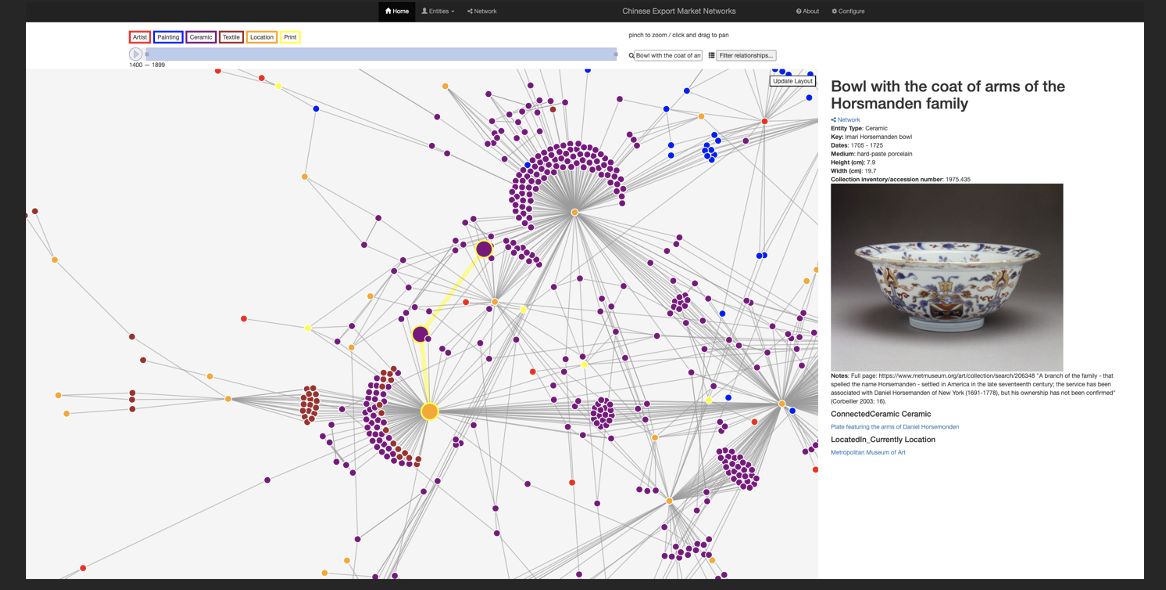 Home
Entities
Network
Chinese Export Market Networks
About
Configure
Artist
Painting
Ceramic
Textile
Location
Print
pinch to zoom / click and drag to pan
Bowl with the coat of an
Filter relationships...
1400 — 1899
Update Layout
Bowl with the coat of arms of the
Horsmanden family
Network
Entity Type: Ceramic
Key: Imari Horsemanden bowl
Dates: 1705 - 1725
Medium: hard-paste porcelain
Height (cm): 7.9
Width (cm): 19.7
Collection inventory/accession number: 1975.435
Notes: Full page: https://www.metmuseum.org/art/collection/search/206348 "A branch of the family - that
spelled the name Horsemanden - settled in America in the late seventeenth century; the service has been
associated with Daniel Horsemanden of New York (1691-1778), but his ownership has not been confirmed"
(Corbeiller 2003: 16).
ConnectedCeramic Ceramic
Plate featuring the arms of Daniel Horsemonden
LocatedIn_Currently Location
Metropolitan Museum of Art